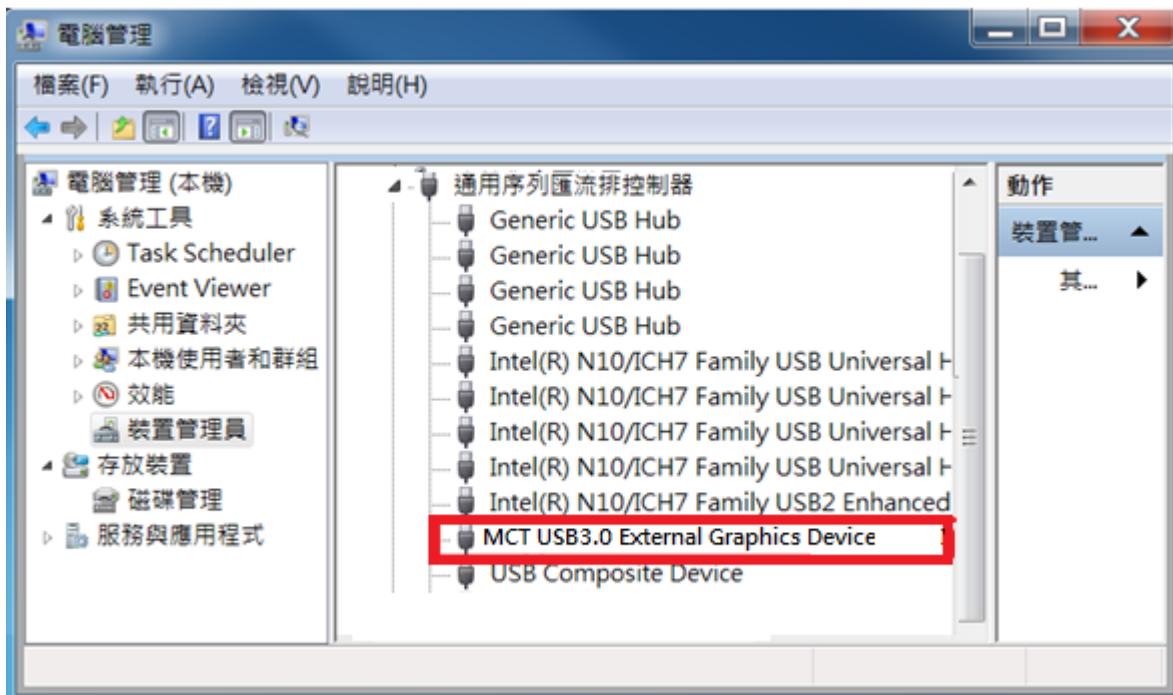 電腦管理
檔案(F) 執行(A) 檢視(V) 說明(H)
電腦管理 (本機)
系統工具
Task Scheduler
Event Viewer
共用資料夾
本機使用者和群組
效能
裝置管理員
存放裝置
磁碟管理
服務與應用程式
通用序列匯流排控制器
Generic USB Hub
Generic USB Hub
Generic USB Hub
Generic USB Hub
Intel(R) N10/ICH7 Family USB Universal H
Intel(R) N10/ICH7 Family USB Universal H
Intel(R) N10/ICH7 Family USB Universal H
Intel(R) N10/ICH7 Family USB Universal H
Intel(R) N10/ICH7 Family USB2 Enhanced
MCT USB3.0 External Graphics Device
USB Composite Device
動作
裝置管...
其...